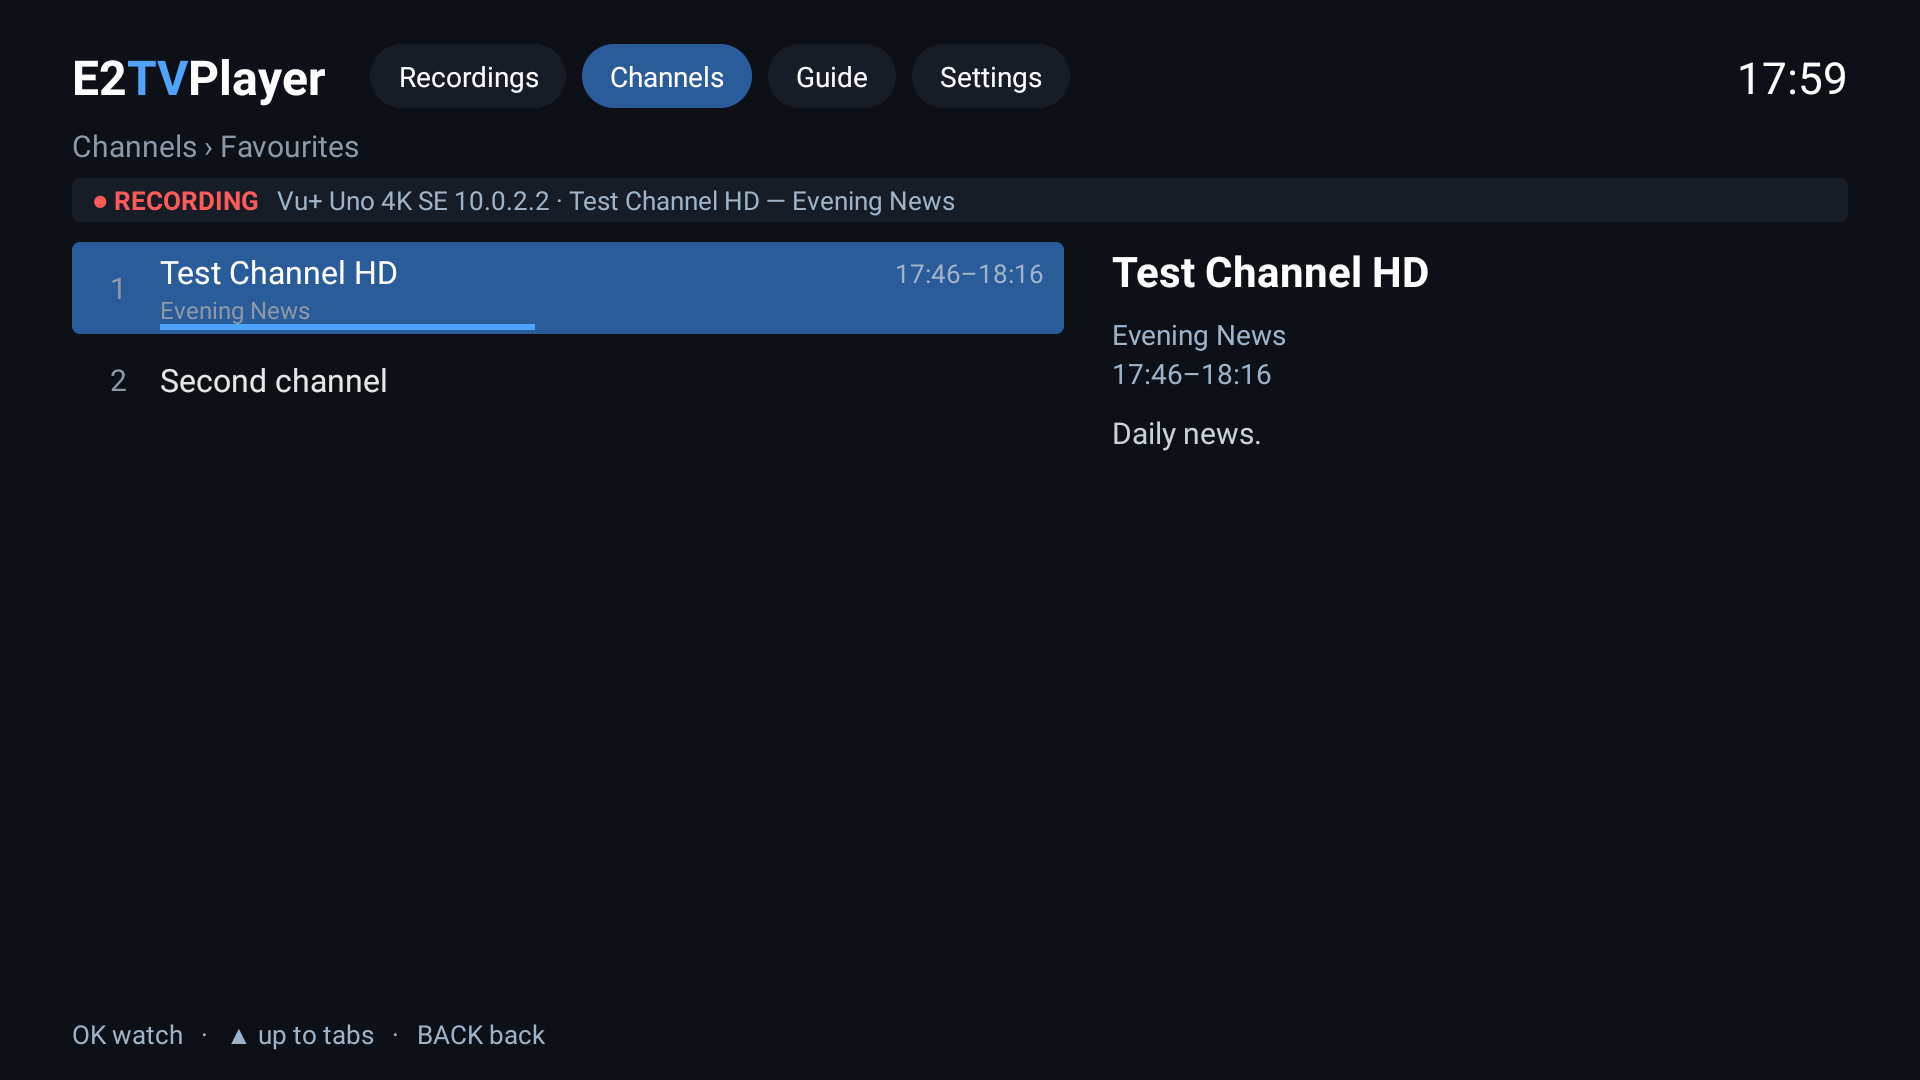 E2TVPlayer Recordings Channels Guide Settings 17:59
Channels › Favourites
● RECORDING Vu+ Uno 4K SE 10.0.2.2 · Test Channel HD — Evening News
1 Test Channel HD 17:46–18:16
Evening News
2 Second channel
Test Channel HD
Evening News
17:46–18:16
Daily news.
OK watch · ▲ up to tabs · BACK back